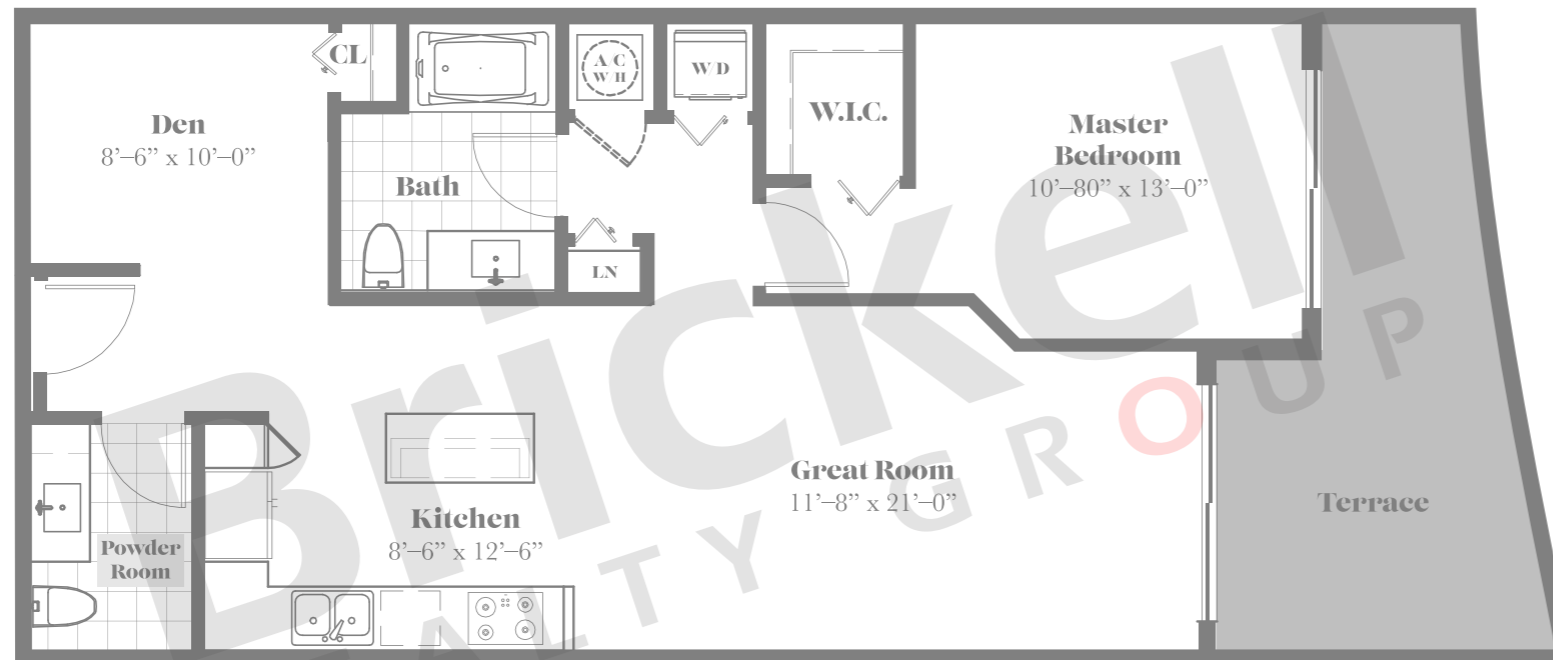 CL
A/C
W/H
W/D
W.I.C.
Den
8’–6” x 10’–0”
Bath
Master
Bedroom
10’–80” x 13’–0”
LN
Great Room
11’–8” x 21’–0”
Terrace
Kitchen
8’–6” x 12’–6”
Powder
Room
Brickell
ALTY GROUP